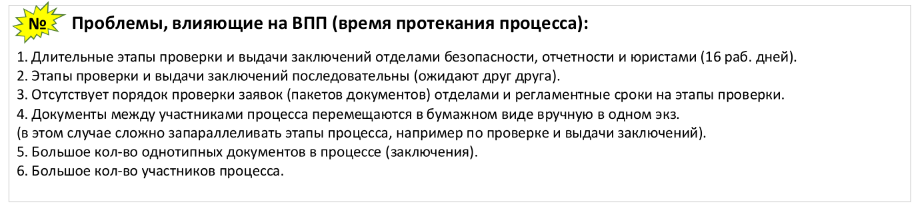 № Проблемы, влияющие на ВПП (время протекания процесса):
1. Длительные этапы проверки и выдачи заключений отделами безопасности, отчетности и юристами (16 раб. дней).
2. Этапы проверки и выдачи заключений последовательны (ожидают друг друга).
3. Отсутствует порядок проверки заявок (пакетов документов) отделами и регламентные сроки на этапы проверки.
4. Документы между участниками процесса перемещаются в бумажном виде вручную в одном экз.
(в этом случае сложно запараллеливать этапы процесса, например по проверке и выдачи заключений).
5. Большое кол-во однотипных документов в процессе (заключения).
6. Большое кол-во участников процесса.